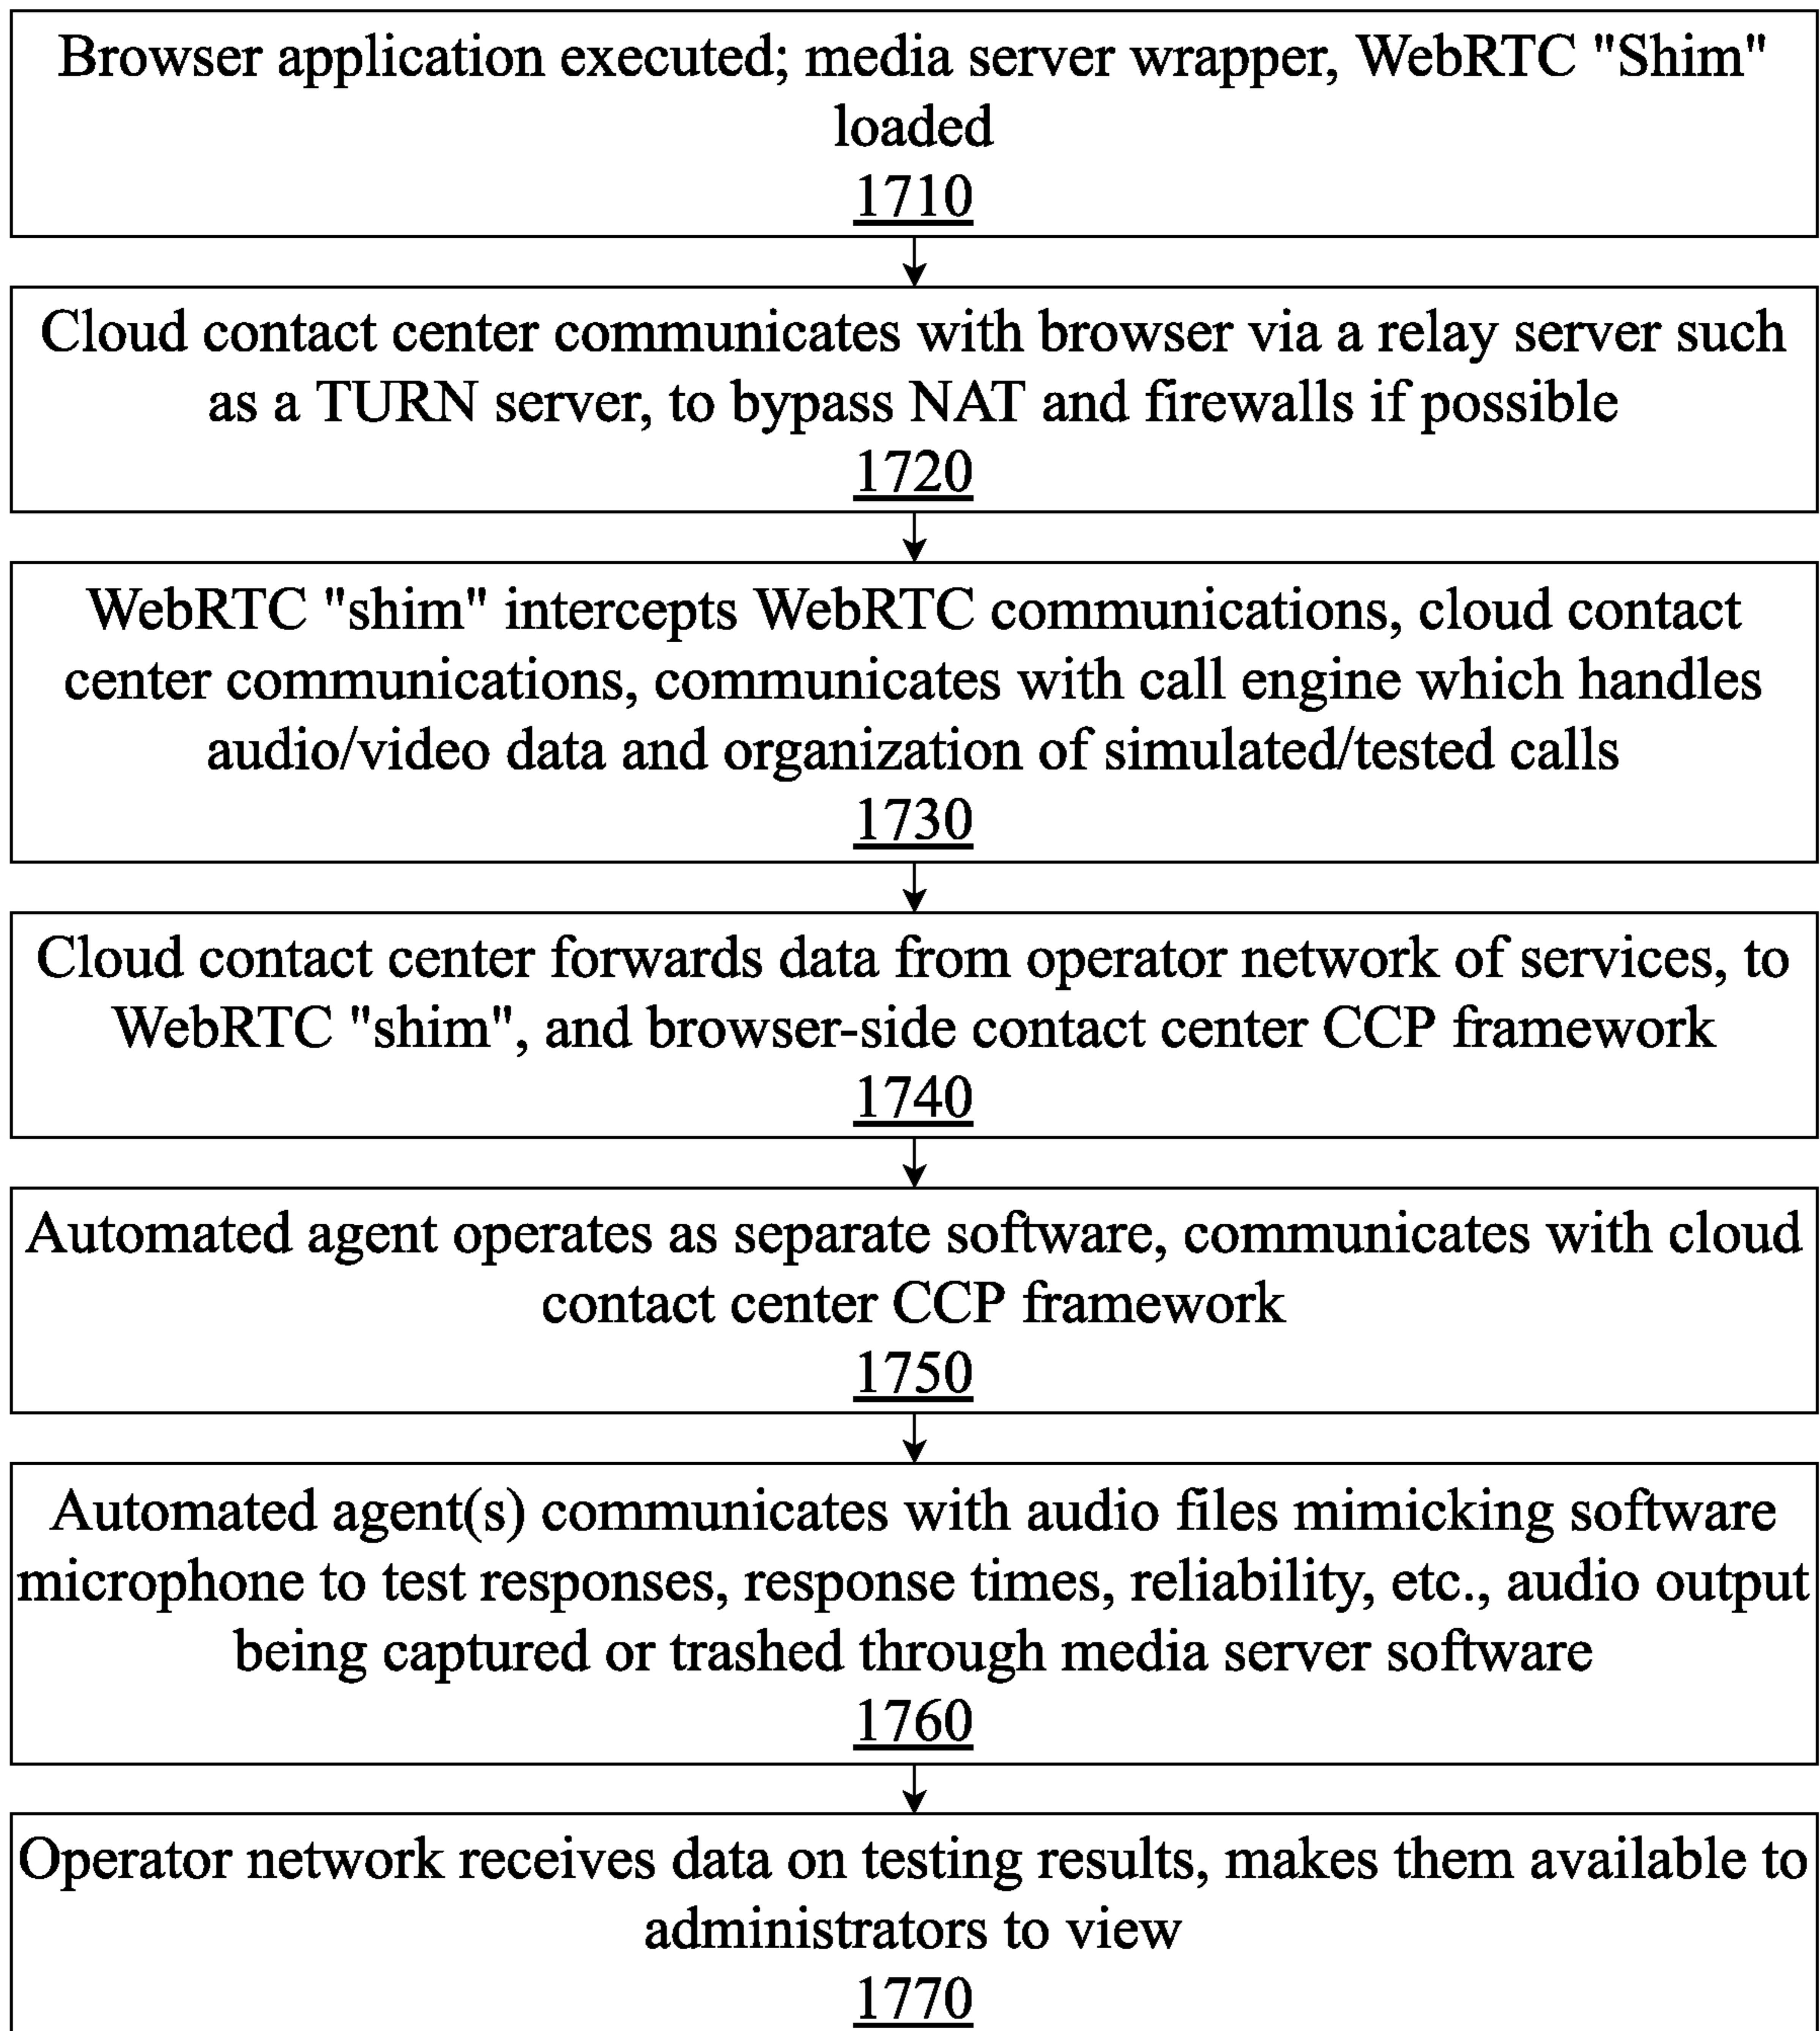 Browser application executed; media server wrapper, WebRTC "Shim"
loaded
1710
Cloud contact center communicates with browser via a relay server such
as a TURN server, to bypass NAT and firewalls if possible
1720
WebRTC "shim" intercepts WebRTC communications, cloud contact
center communications, communicates with call engine which handles
audio/video data and organization of simulated/tested calls
1730
Cloud contact center forwards data from operator network of services, to
WebRTC "shim", and browser-side contact center CCP framework
1740
Automated agent operates as separate software, communicates with cloud
contact center CCP framework
1750
Automated agent(s) communicates with audio files mimicking software
microphone to test responses, response times, reliability, etc., audio output
being captured or trashed through media server software
1760
Operator network receives data on testing results, makes them available to
administrators to view
1770